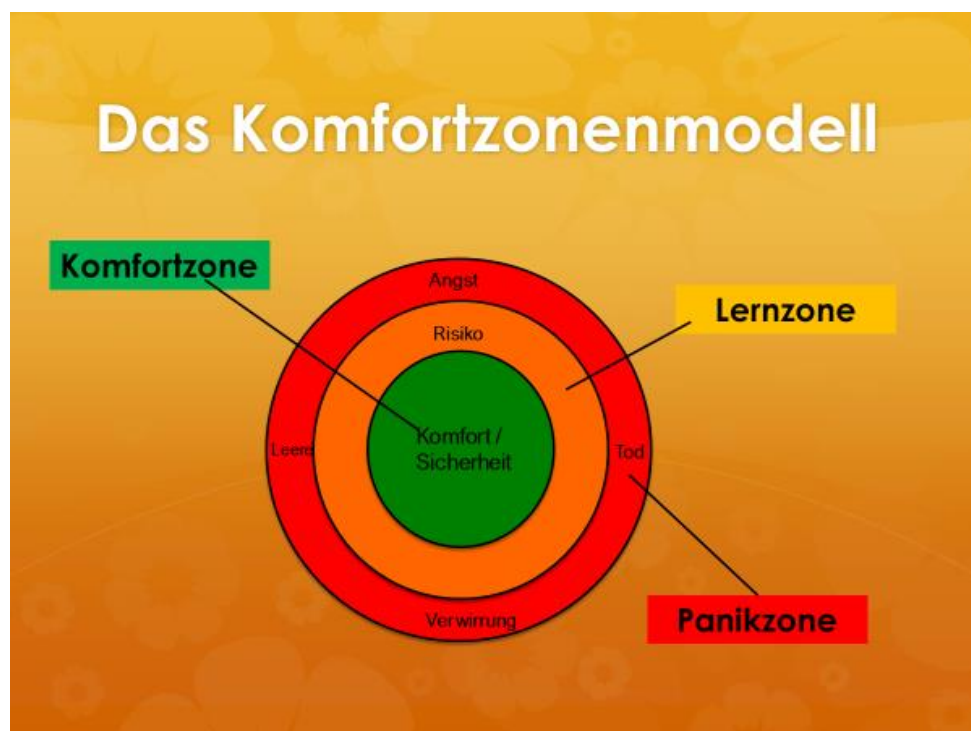 Das Komfortzonenmodell
Komfortzone
Angst
Lernzone
Risiko
Komfort /
Sicherheit
Leere
Tod
Verwirrung
Panikzone